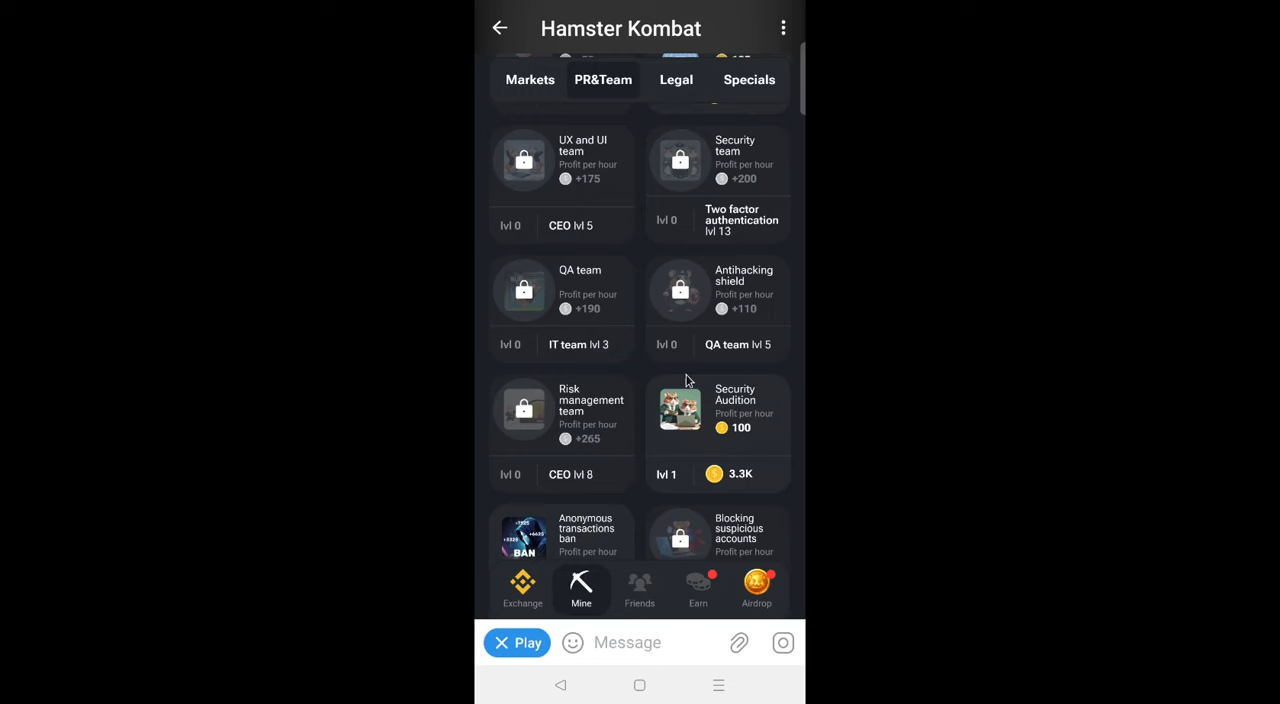 Hamster Kombat
Markets PR&Team Legal Specials
UX and UI
team
Profit per hour
+175
lvl 0 CEO lvl 5
Security
team
Profit per hour
+200
lvl 0 Two factor
authentication
lvl 13
QA team
Profit per hour
+190
lvl 0 IT team lvl 3
Antihacking
shield
Profit per hour
+110
lvl 0 QA team lvl 5
Risk
management
team
Profit per hour
+265
lvl 0 CEO lvl 8
Security
Audition
Profit per hour
100
lvl 1 3.3K
BAN
Anonymous
transactions
ban
Profit per hour
Blocking
suspicious
accounts
Profit per hour
Exchange Mine Friends Earn Airdrop
Play Message